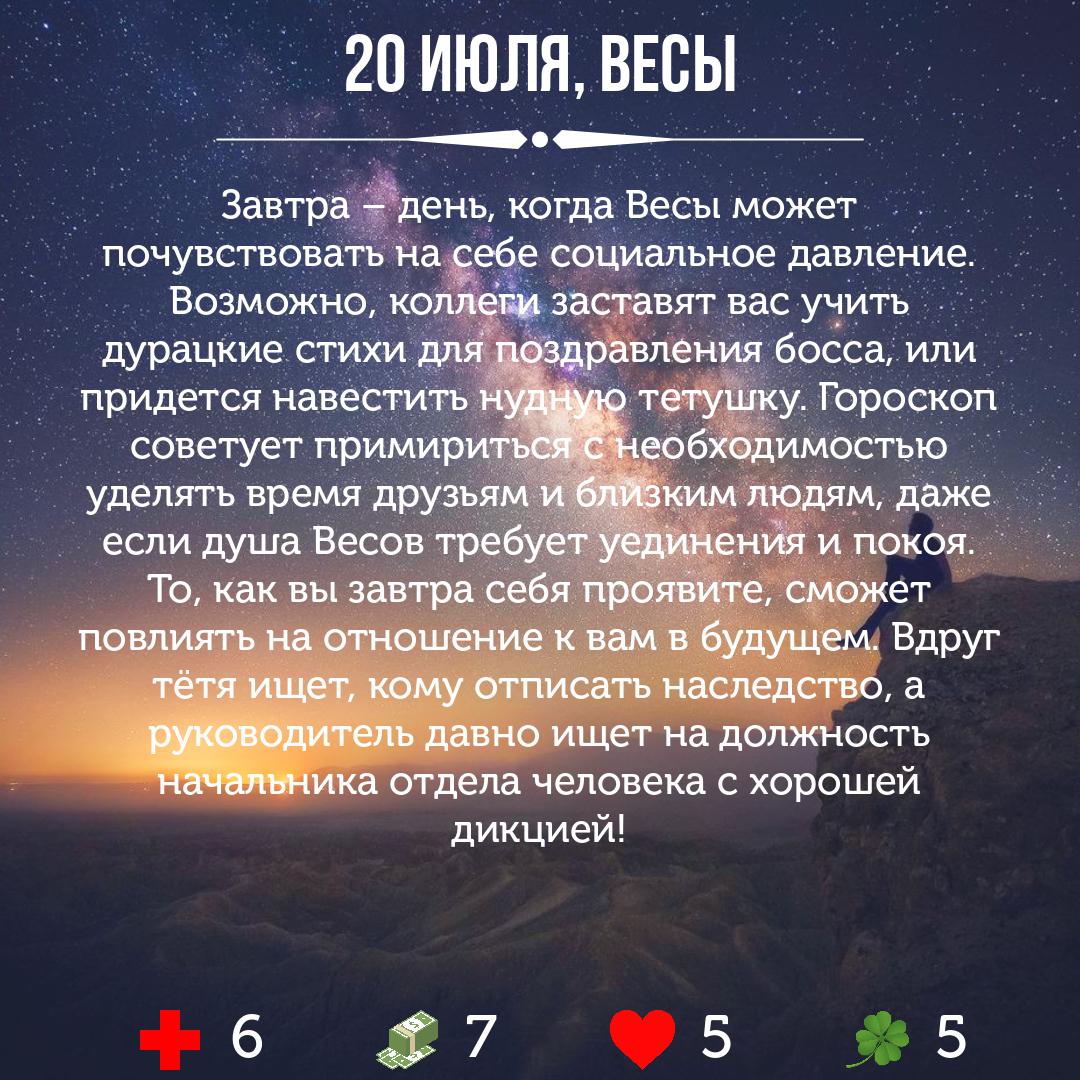 20 ИЮЛЯ, ВЕСЫ
Завтра – день, когда Весы может
почувствовать на себе социальное давление.
Возможно, коллеги заставят вас учить
дурацкие стихи для поздравления босса, или
придется навестить нудную тетушку. Гороскоп
советует примириться с необходимостью
уделять время друзьям и близким людям, даже
если душа Весов требует уединения и покоя.
То, как вы завтра себя проявите, сможет
повлиять на отношение к вам в будущем. Вдруг
тётя ищет, кому отписать наследство, а
руководитель давно ищет на должность
начальника отдела человека с хорошей
дикцией!
6 7 5 5